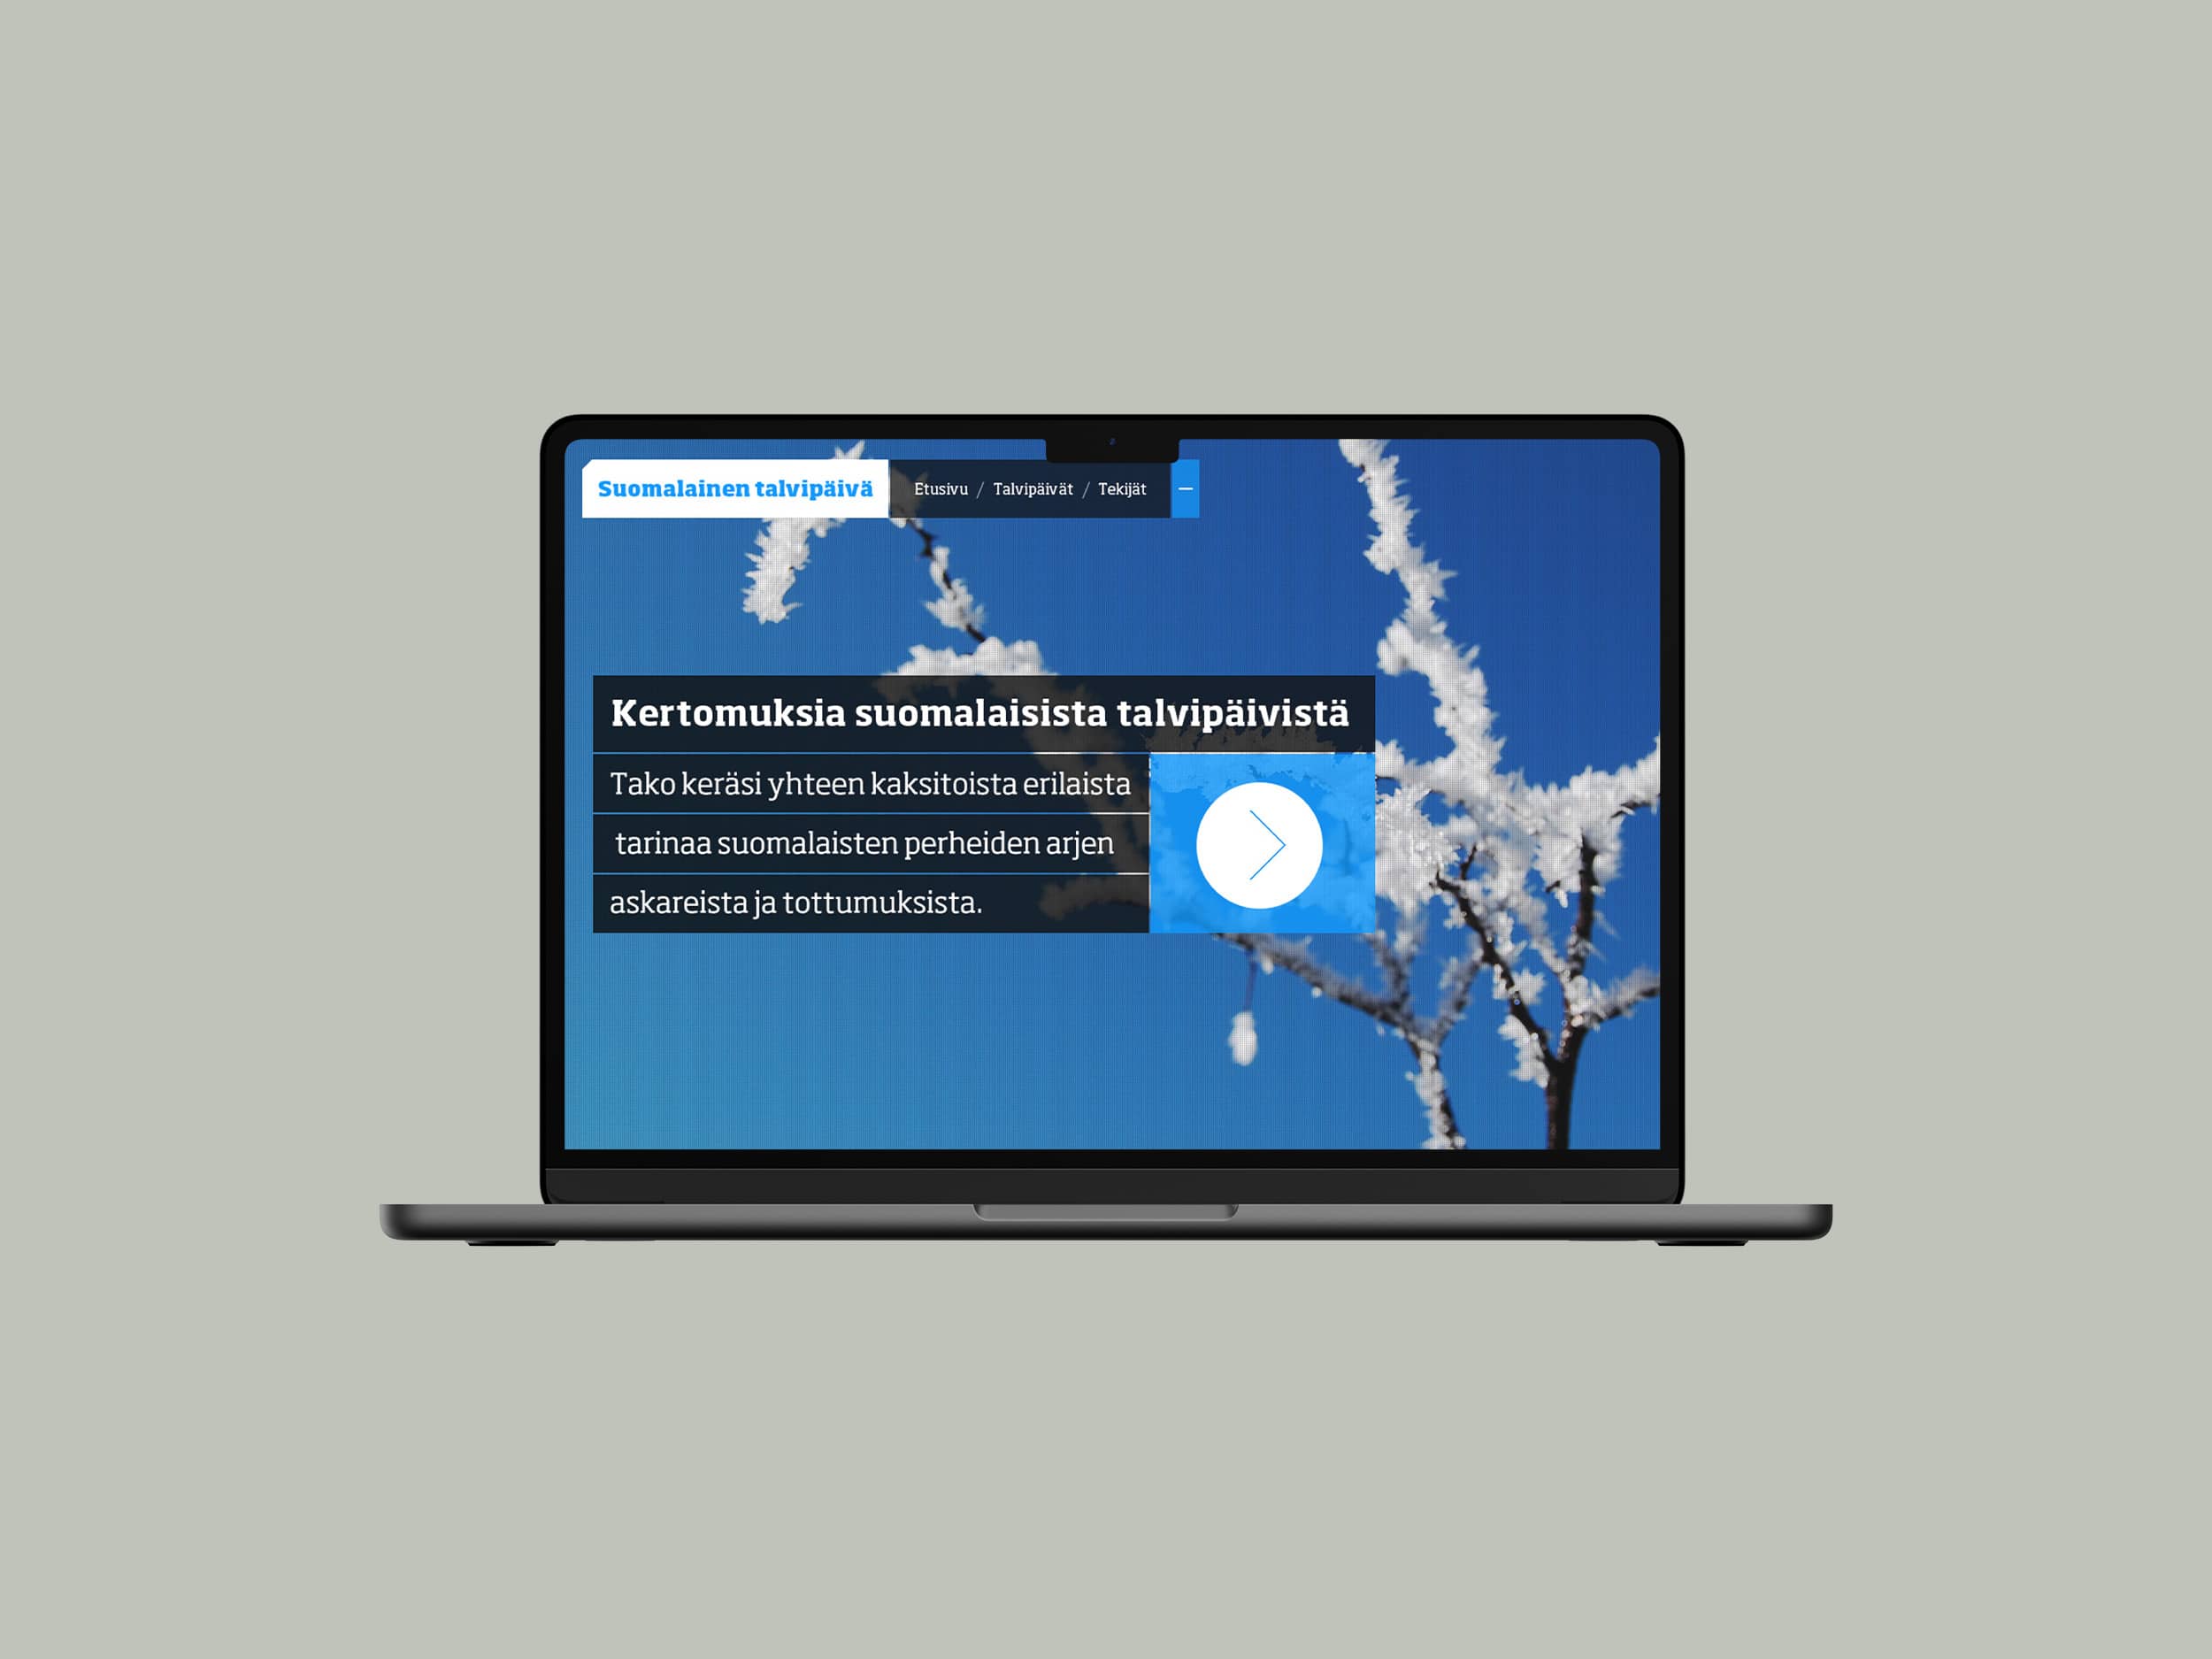 Suomalainen talvipäivä
Etusivu / Talvipäivät / Tekijät
Kertomuksia suomalaisista talvipäivistä
Tako keräsi yhteen kaksitoista erilaista
tarinaa suomalaisten perheiden arjen
askareista ja tottumuksista.